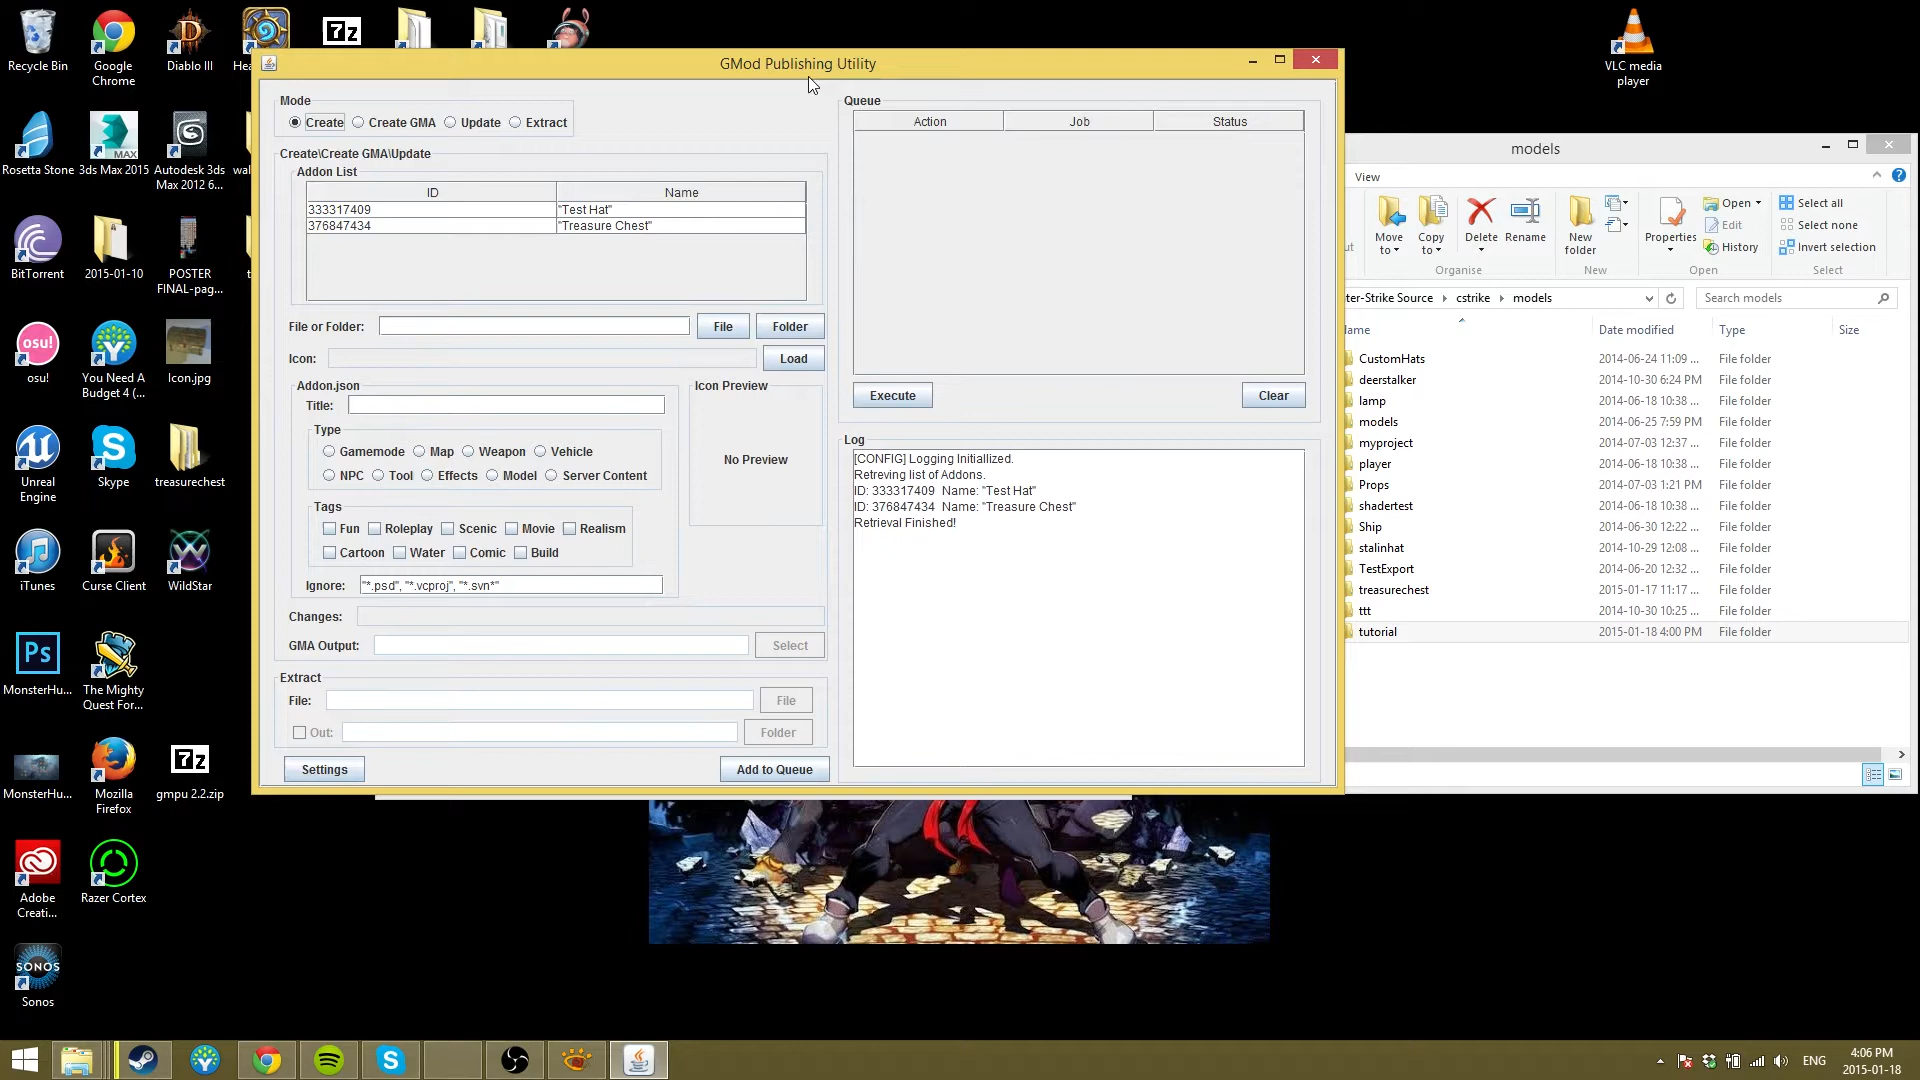 Recycle Bin
Google Chrome
Diablo III
7z
Rosetta Stone
3ds Max 2015
Autodesk 3ds Max 2012 6...
MAX
BitTorrent
2015-01-10
POSTER FINAL-pag...
osu!
osu!
You Need A Budget 4 (...
Icon.jpg
Unreal Engine
Skype
treasurechest
iTunes
Curse Client
WildStar
Ps
MonsterHu...
The Mighty Quest For...
MonsterHu...
Mozilla Firefox
7z
gmpu 2.2.zip
Adobe Creati...
Razer Cortex
SONOS
Sonos
VLC media player
GMod Publishing Utility
Mode
Create Create GMA Update Extract
Create\Create GMA\Update
Addon List
ID Name
333317409 "Test Hat"
376847434 "Treasure Chest"
File or Folder: File Folder
Icon: Load
Addon.json
Title:
Type
Gamemode Map Weapon Vehicle
NPC Tool Effects Model Server Content
Tags
Fun Roleplay Scenic Movie Realism
Cartoon Water Comic Build
Ignore: "*.psd", "*.vcproj", "*.svn*"
Icon Preview
No Preview
Changes:
GMA Output: Select
Extract
File: File
Out: Folder
Settings Add to Queue
Queue
Action Job Status
Execute Clear
Log
[CONFIG] Logging Initiallized.
Retreving list of Addons.
ID: 333317409 Name: "Test Hat"
ID: 376847434 Name: "Treasure Chest"
Retrieval Finished!
models
View
Move to
Copy to
Delete
Rename
New folder
Properties
Open
Edit
History
Select all
Select none
Invert selection
Organise New Open Select
ter-Strike Source cstrike models
Search models
Date modified Type Size
CustomHats 2014-06-24 11:09 ... File folder
deerstalker 2014-10-30 6:24 PM File folder
lamp 2014-06-18 10:38 ... File folder
models 2014-06-25 7:59 PM File folder
myproject 2014-07-03 12:37 ... File folder
player 2014-06-18 10:38 ... File folder
Props 2014-07-03 1:21 PM File folder
shadertest 2014-06-18 10:38 ... File folder
Ship 2014-06-30 12:22 ... File folder
stalinhat 2014-10-29 12:08 ... File folder
TestExport 2014-06-20 12:32 ... File folder
treasurechest 2015-01-17 11:17 ... File folder
ttt 2014-10-30 10:25 ... File folder
tutorial 2015-01-18 4:00 PM File folder
ENG
4:06 PM
2015-01-18